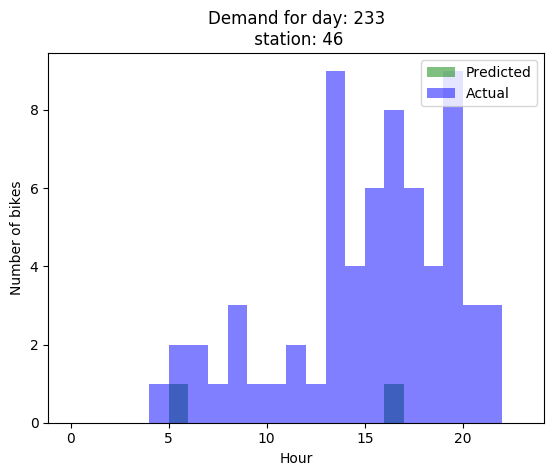 Demand for day: 233
station: 46
Predicted
Actual
Number of bikes
8
6
4
2
0
0
5
10
15
20
Hour